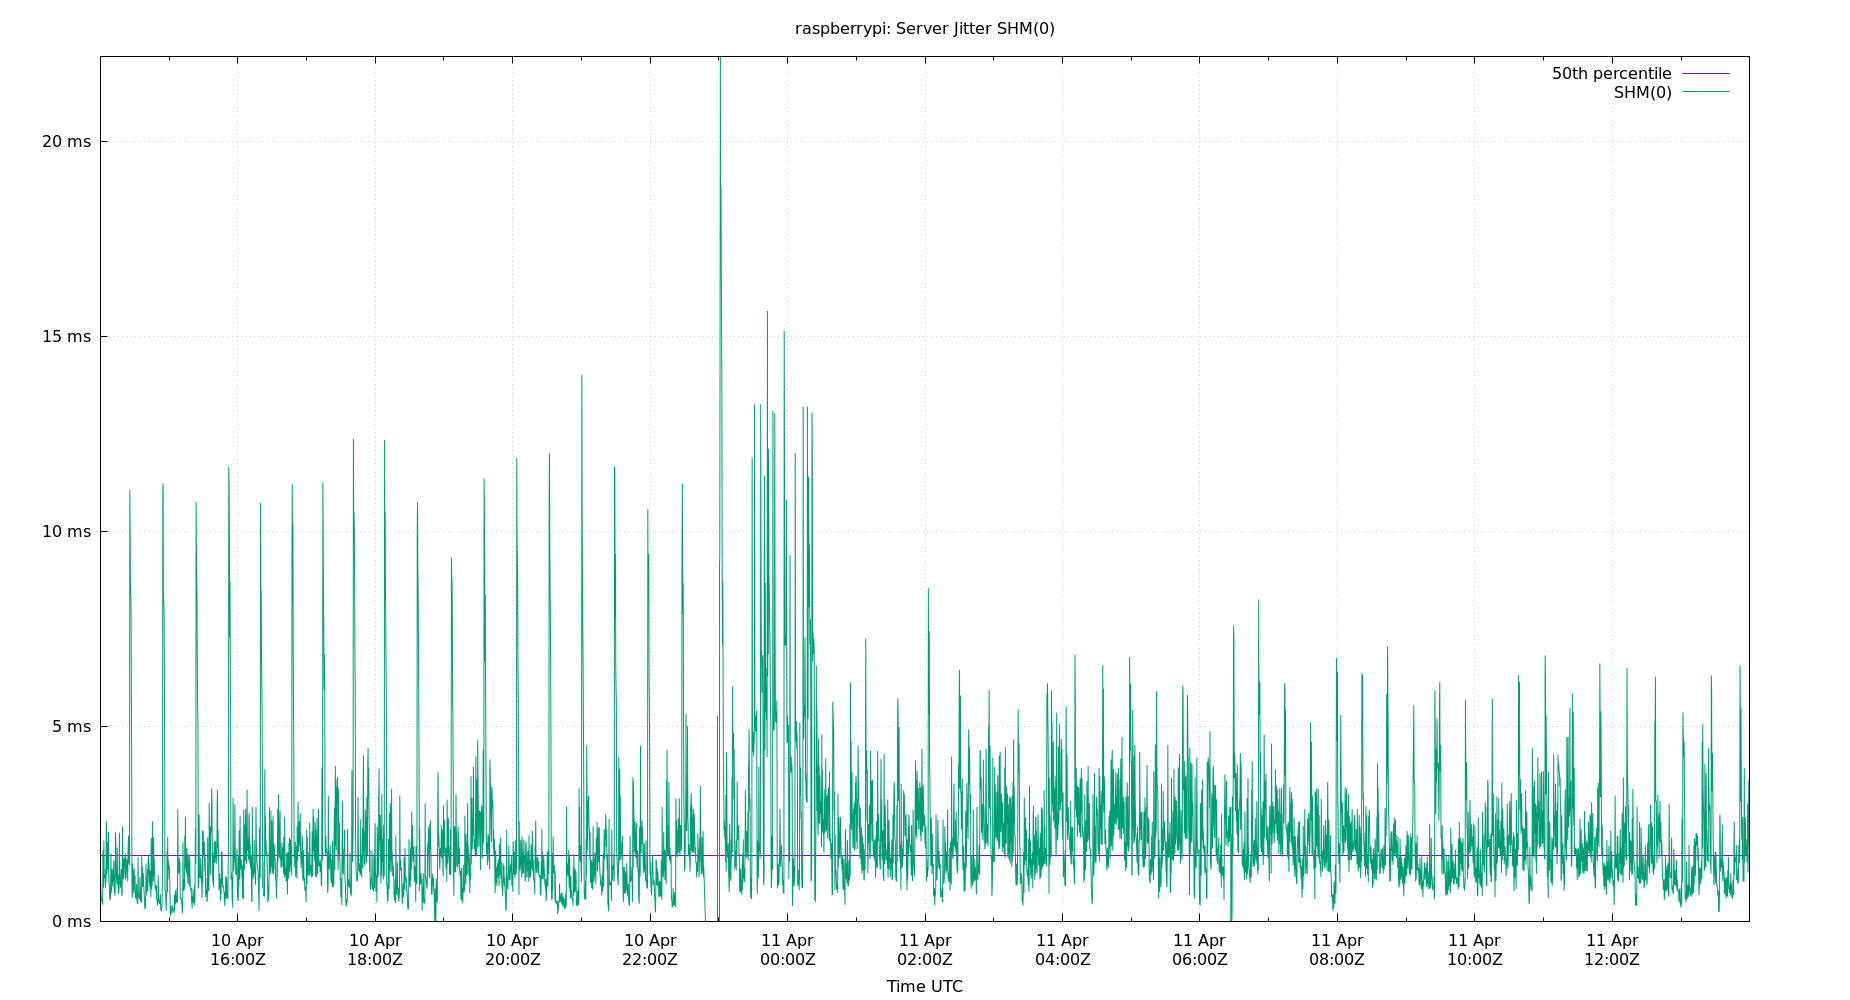 raspberrypi: Server Jitter SHM(0)
50th percentile
SHM(0)
20 ms
15 ms
10 ms
5 ms
0 ms
10 Apr 10 Apr 10 Apr 10 Apr 11 Apr 11 Apr 11 Apr 11 Apr 11 Apr 11 Apr 11 Apr
16:00Z 18:00Z 20:00Z 22:00Z 00:00Z 02:00Z 04:00Z 06:00Z 08:00Z 10:00Z 12:00Z
Time UTC